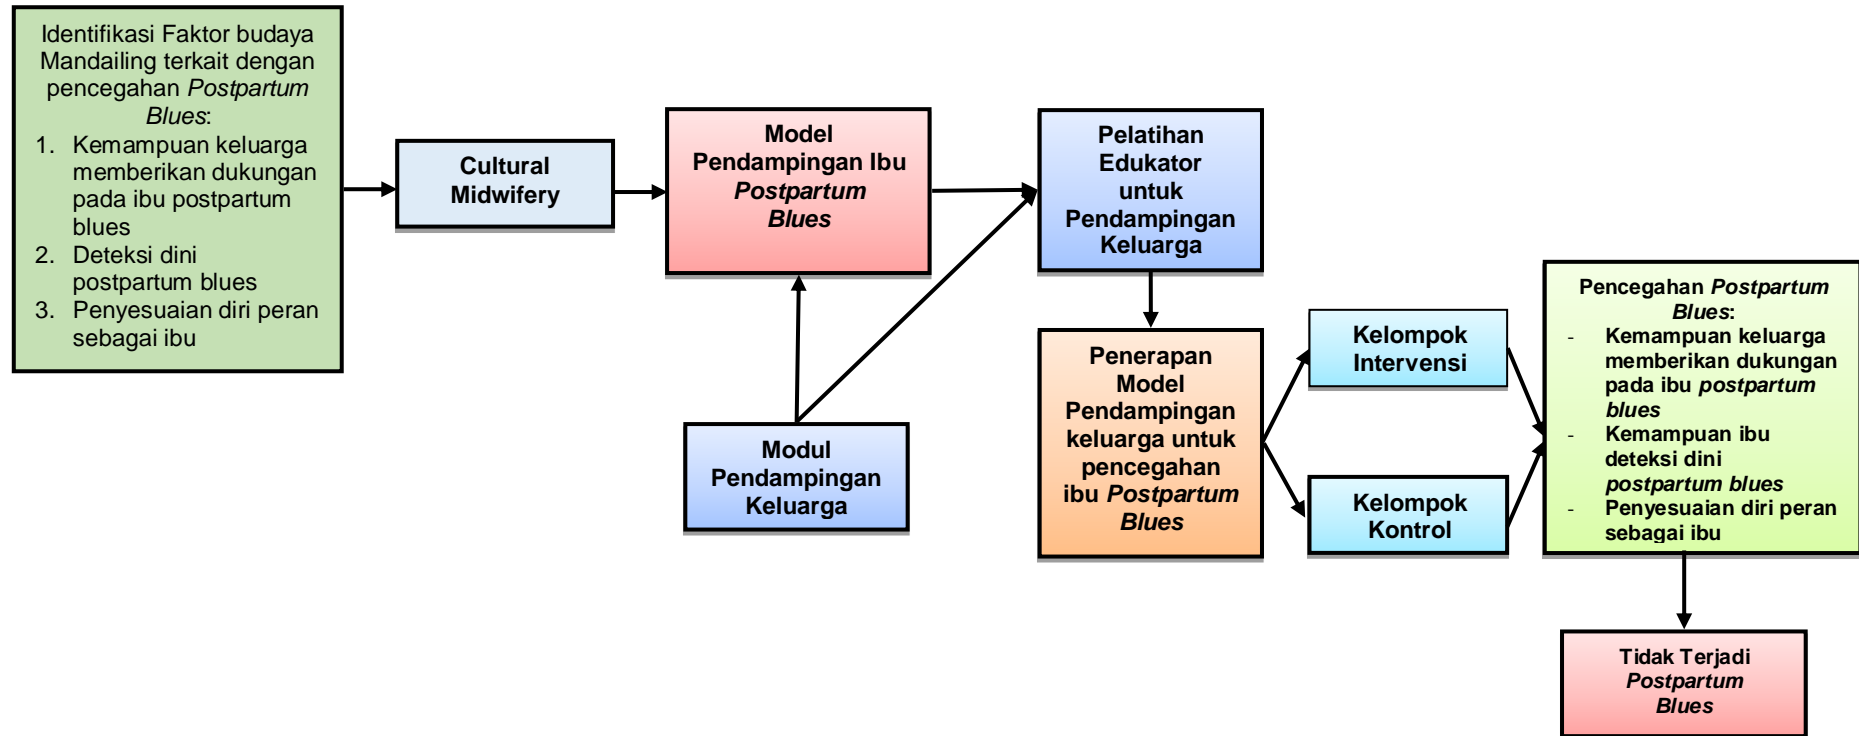 Identifikasi Faktor budaya
Mandailing terkait dengan
pencegahan Postpartum
Blues:
1. Kemampuan keluarga
memberikan dukungan
pada ibu postpartum
blues
2. Deteksi dini
postpartum blues
3. Penyesuaian diri peran
sebagai ibu
Cultural
Midwifery
Model
Pendampingan Ibu
Postpartum
Blues
Modul
Pendampingan
Keluarga
Pelatihan
Edukator
untuk
Pendampingan
Keluarga
Penerapan
Model
Pendampingan
keluarga untuk
pencegahan
ibu Postpartum
Blues
Kelompok
Intervensi
Kelompok
Kontrol
Pencegahan Postpartum
Blues:
- Kemampuan keluarga
memberikan dukungan
pada ibu postpartum
blues
- Kemampuan ibu
deteksi dini
postpartum blues
- Penyesuaian diri peran
sebagai ibu
Tidak Terjadi
Postpartum
Blues